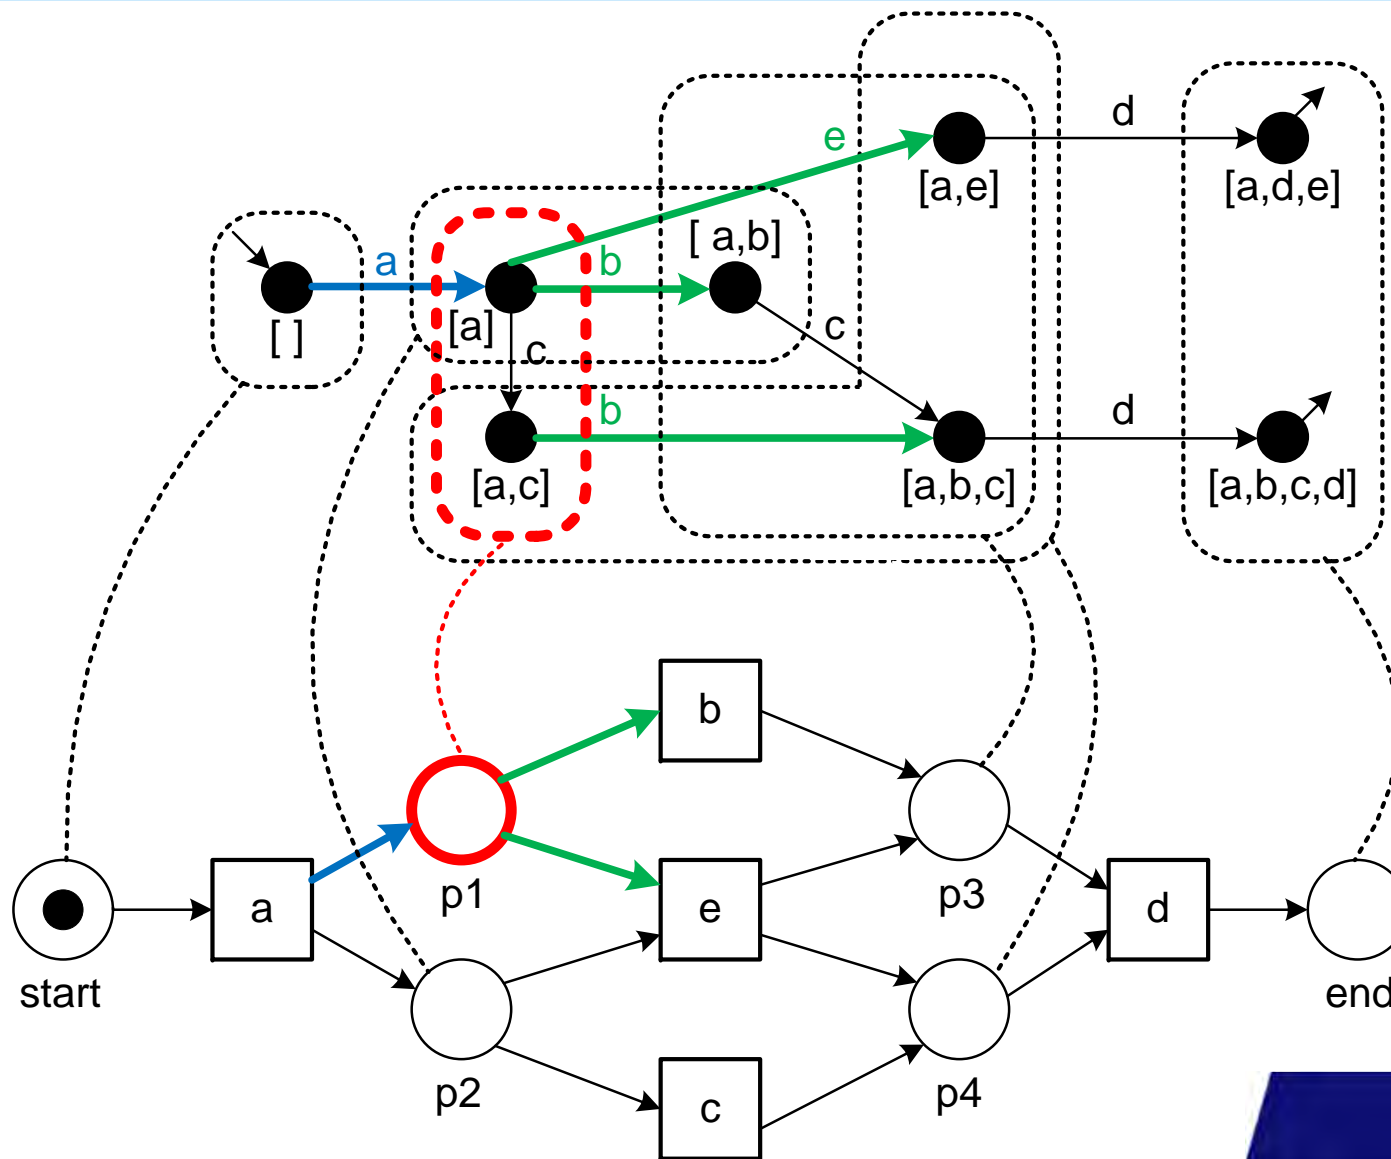 d
e
[a,e]
[a,d,e]
[ a,b]
a
b
[ ]
[a]
c
c
b
d
[a,c]
[a,b,c]
[a,b,c,d]
b
p1
a
e
p3
d
start
end
p2
c
p4